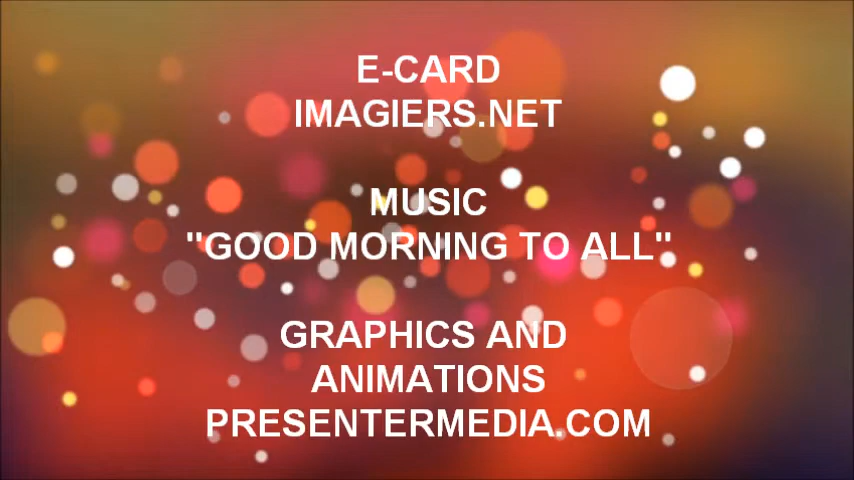 E-CARD
IMAGIERS.NET
MUSIC
"GOOD MORNING TO ALL"
GRAPHICS AND
ANIMATIONS
PRESENTERMEDIA.COM